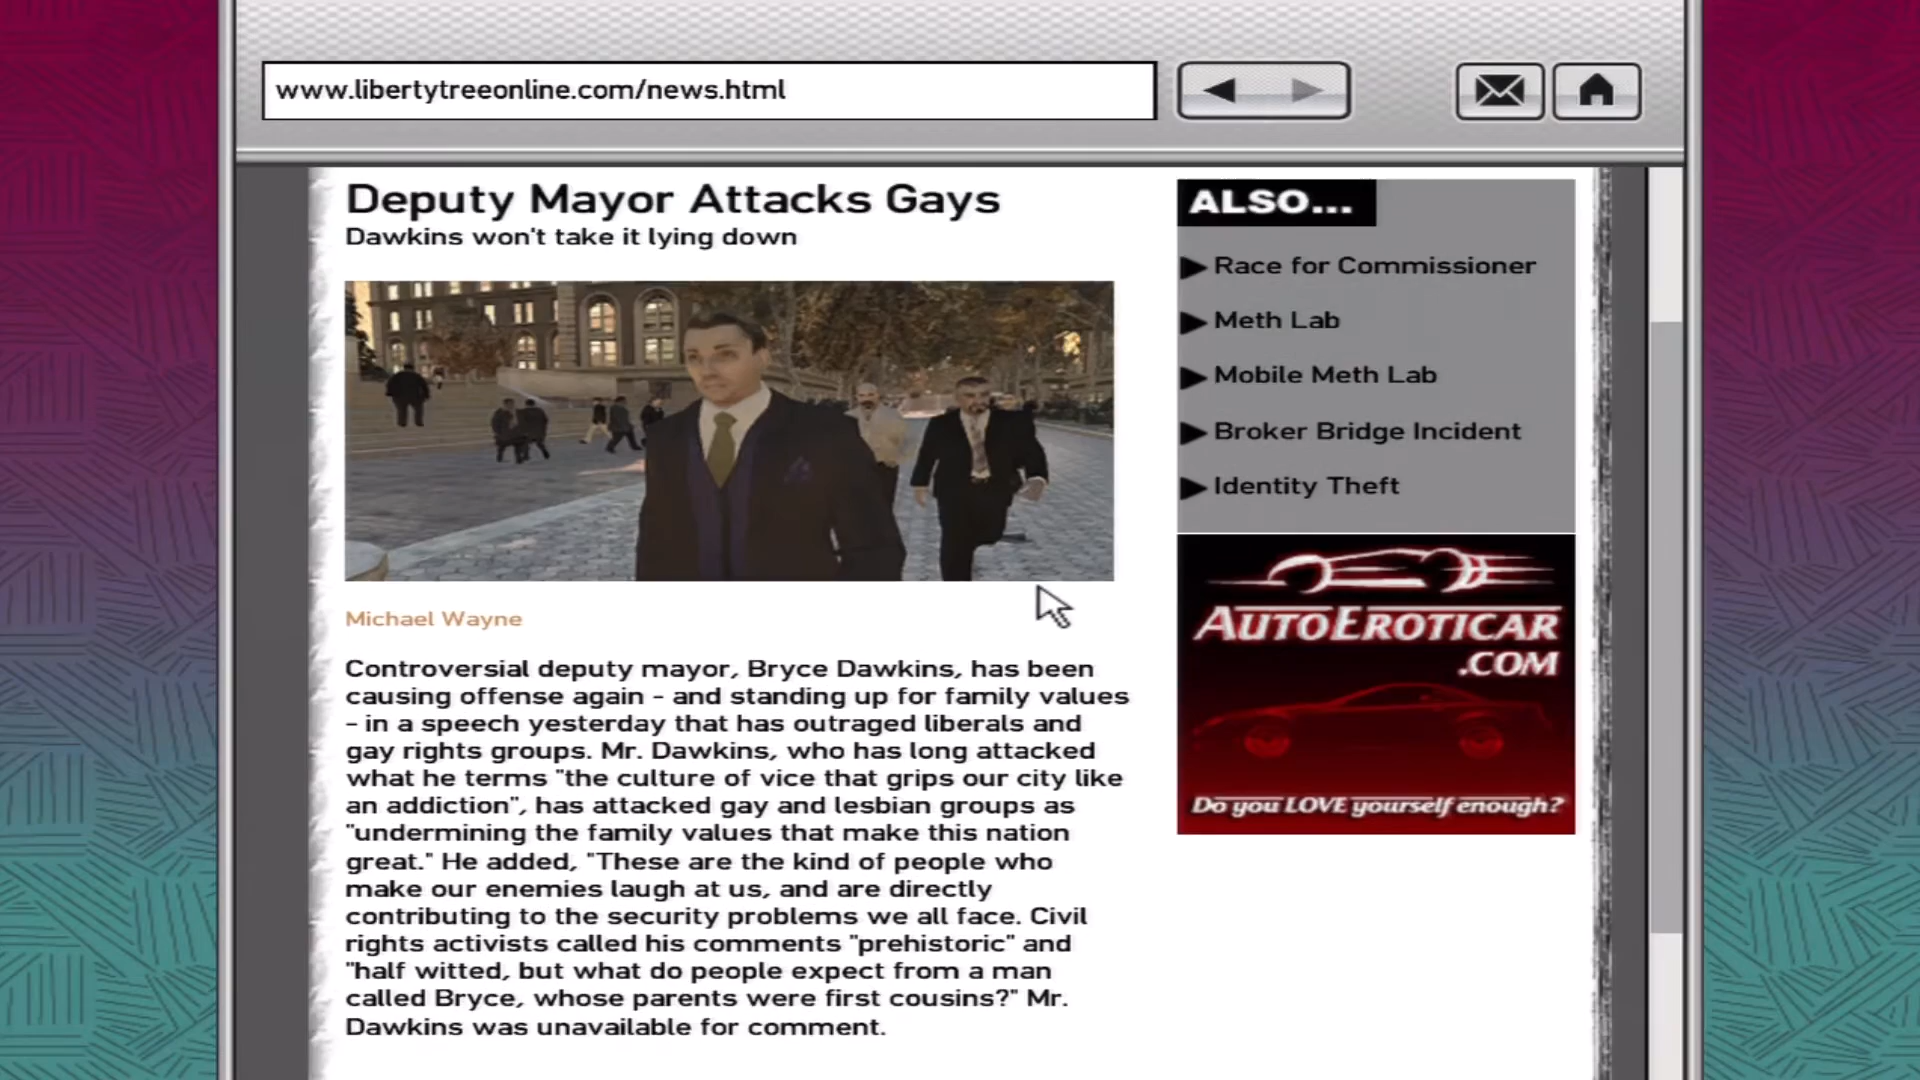 www.libertytreeonline.com/news.html
Deputy Mayor Attacks Gays
Dawkins won't take it lying down
Michael Wayne
Controversial deputy mayor, Bryce Dawkins, has been
causing offense again - and standing up for family values
- in a speech yesterday that has outraged liberals and
gay rights groups. Mr. Dawkins, who has long attacked
what he terms "the culture of vice that grips our city like
an addiction", has attacked gay and lesbian groups as
"undermining the family values that make this nation
great." He added, "These are the kind of people who
make our enemies laugh at us, and are directly
contributing to the security problems we all face. Civil
rights activists called his comments "prehistoric" and
"half witted, but what do people expect from a man
called Bryce, whose parents were first cousins?" Mr.
Dawkins was unavailable for comment.
ALSO...
Race for Commissioner
Meth Lab
Mobile Meth Lab
Broker Bridge Incident
Identity Theft
AUTOEROTICAR
.COM
Do you LOVE yourself enough?